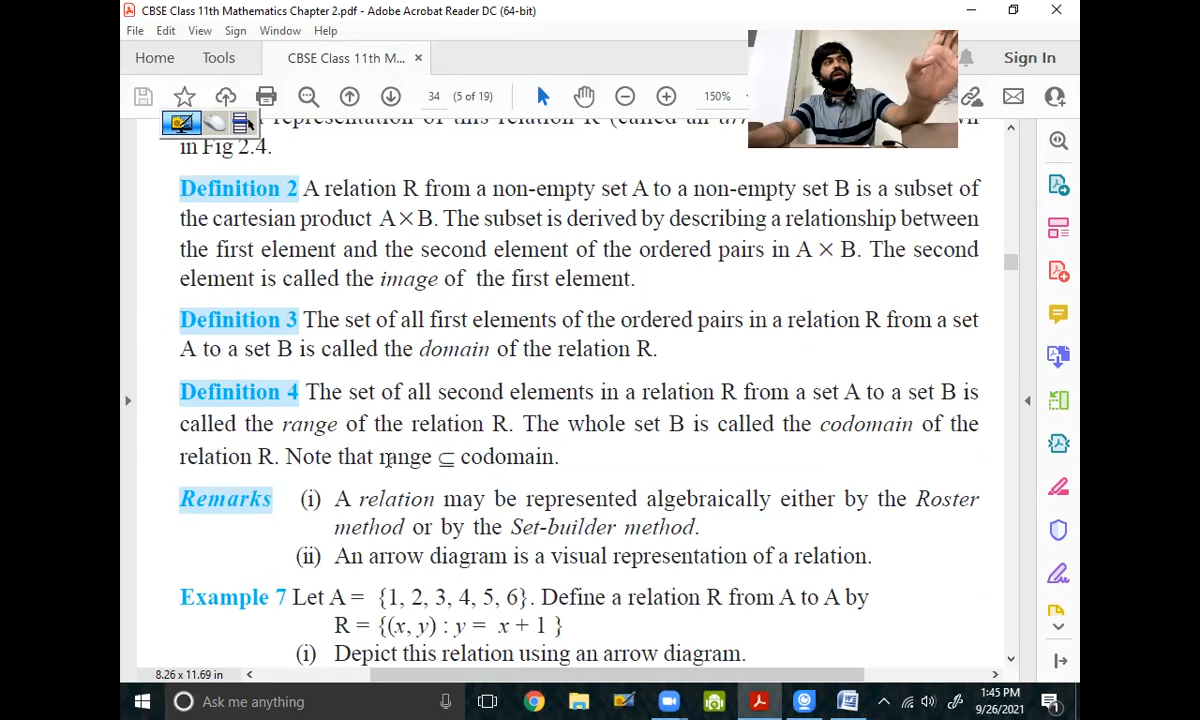 CBSE Class 11th Mathematics Chapter 2.pdf - Adobe Acrobat Reader DC (64-bit)
File Edit View Sign Window Help
Home Tools CBSE Class 11th M... × Sign In
34 (5 of 19) 150%
representation of this relation R (called an
in Fig 2.4.
Definition 2 A relation R from a non-empty set A to a non-empty set B is a subset of
the cartesian product A × B. The subset is derived by describing a relationship between
the first element and the second element of the ordered pairs in A × B. The second
element is called the image of the first element.
Definition 3 The set of all first elements of the ordered pairs in a relation R from a set
A to a set B is called the domain of the relation R.
Definition 4 The set of all second elements in a relation R from a set A to a set B is
called the range of the relation R. The whole set B is called the codomain of the
relation R. Note that range ⊆ codomain.
Remarks (i) A relation may be represented algebraically either by the Roster
method or by the Set-builder method.
(ii) An arrow diagram is a visual representation of a relation.
Example 7 Let A = {1, 2, 3, 4, 5, 6}. Define a relation R from A to A by
R = {(x, y) : y = x + 1 }
(i) Depict this relation using an arrow diagram.
8.26 x 11.69 in
Ask me anything
1:45 PM
9/26/2021